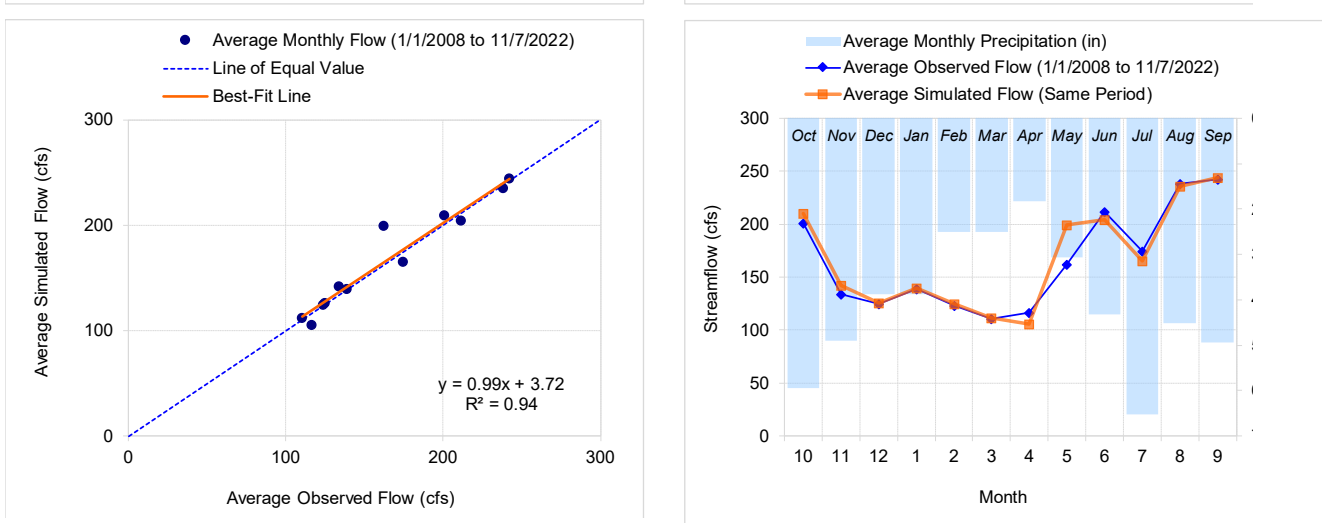 Average Monthly Flow (1/1/2008 to 11/7/2022)
Line of Equal Value
Best-Fit Line
Average Simulated Flow (cfs)
300
200
100
0
y = 0.99x + 3.72
R² = 0.94
0 100 200 300
Average Observed Flow (cfs)
Average Monthly Precipitation (in)
Average Observed Flow (1/1/2008 to 11/7/2022)
Average Simulated Flow (Same Period)
Streamflow (cfs)
300
250
200
150
100
50
0
Oct Nov Dec Jan Feb Mar Apr May Jun Jul Aug Sep
10 11 12 1 2 3 4 5 6 7 8 9
Month